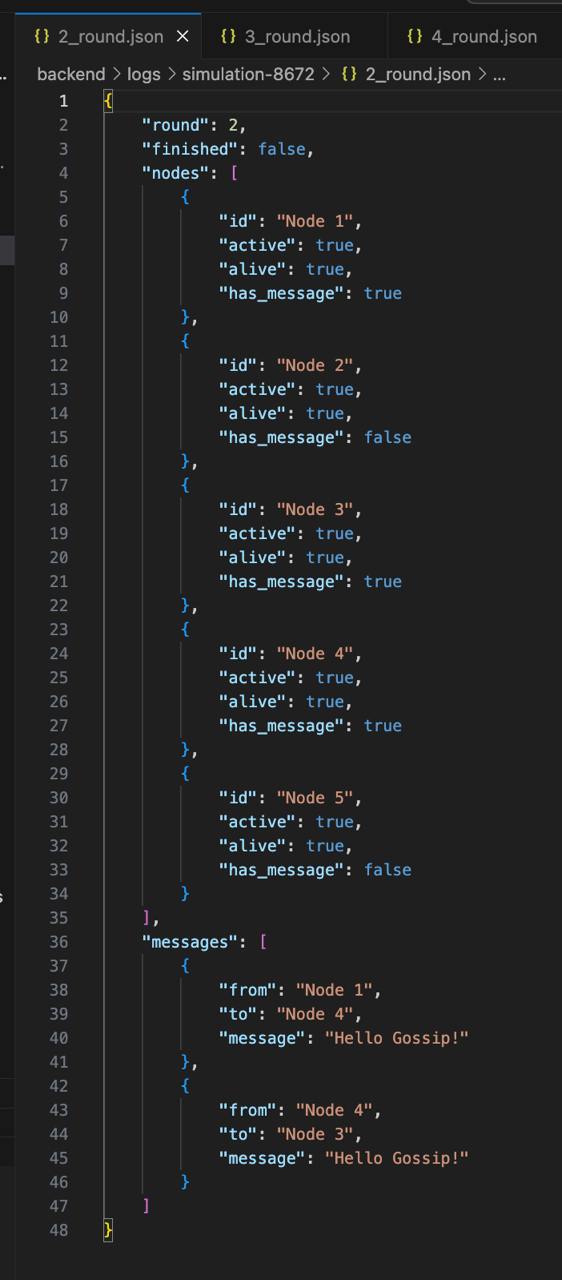 {} 2_round.json × {} 3_round.json {} 4_round.json
backend > logs > simulation-8672 > {} 2_round.json > ...
1 {
2     "round": 2,
3     "finished": false,
4     "nodes": [
5         {
6             "id": "Node 1",
7             "active": true,
8             "alive": true,
9             "has_message": true
10         },
11         {
12             "id": "Node 2",
13             "active": true,
14             "alive": true,
15             "has_message": false
16         },
17         {
18             "id": "Node 3",
19             "active": true,
20             "alive": true,
21             "has_message": true
22         },
23         {
24             "id": "Node 4",
25             "active": true,
26             "alive": true,
27             "has_message": true
28         },
29         {
30             "id": "Node 5",
31             "active": true,
32             "alive": true,
33             "has_message": false
34         }
35     ],
36     "messages": [
37         {
38             "from": "Node 1",
39             "to": "Node 4",
40             "message": "Hello Gossip!"
41         },
42         {
43             "from": "Node 4",
44             "to": "Node 3",
45             "message": "Hello Gossip!"
46         }
47     ]
48 }